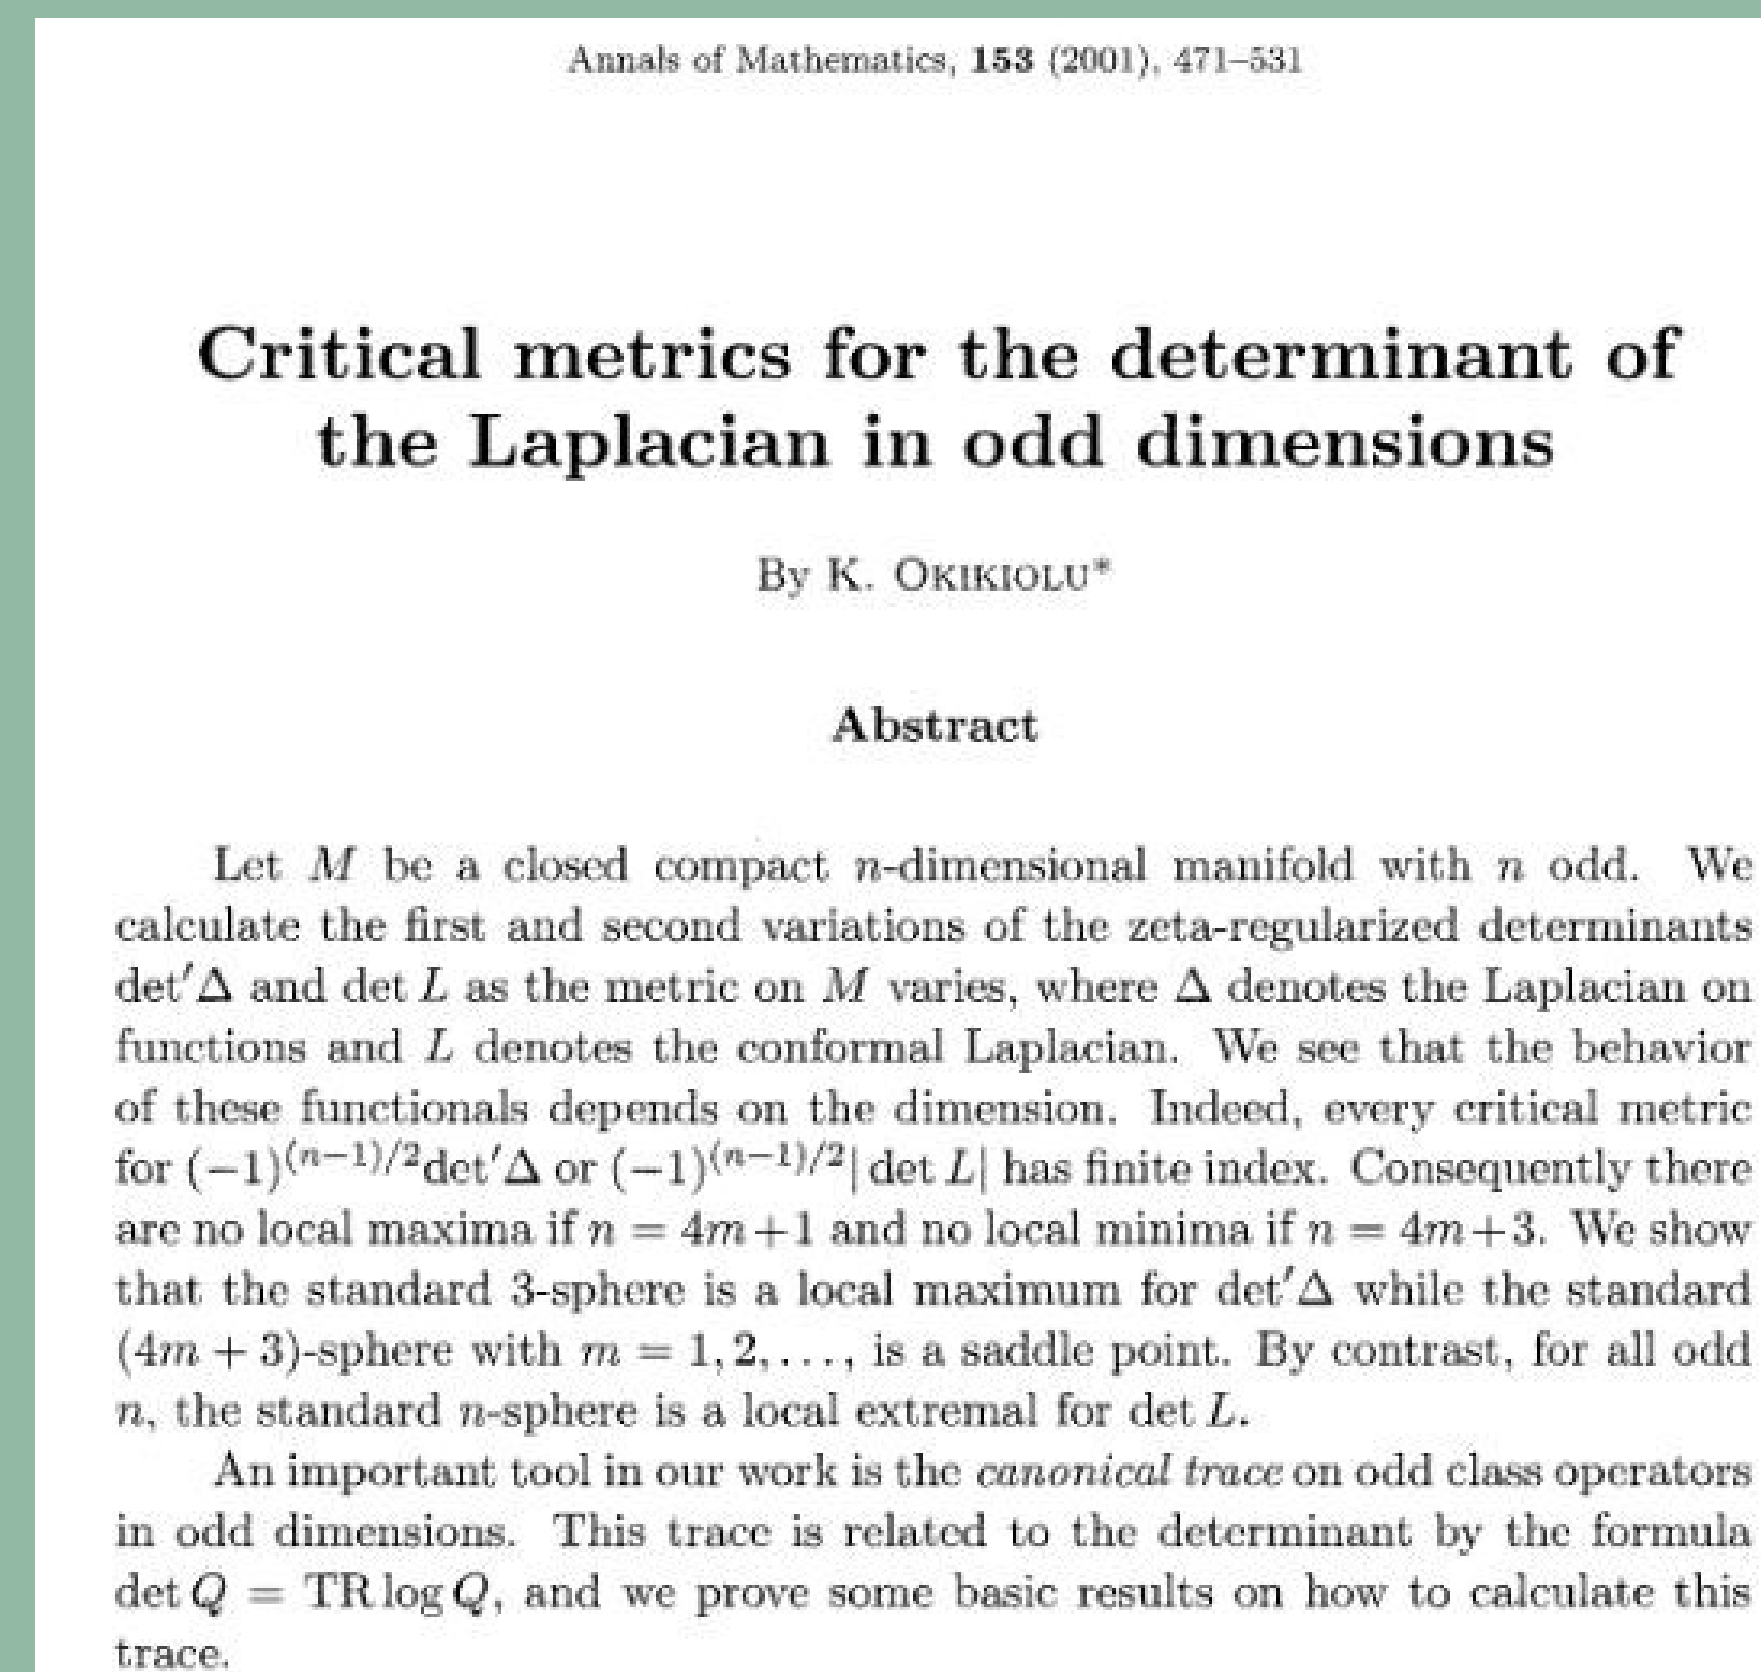 Annals of Mathematics, 153 (2001), 471–531
Critical metrics for the determinant of
the Laplacian in odd dimensions
By K. Okikiolu*
Abstract
Let M be a closed compact n-dimensional manifold with n odd. We
calculate the first and second variations of the zeta-regularized determinants
det′Δ and det L as the metric on M varies, where Δ denotes the Laplacian on
functions and L denotes the conformal Laplacian. We see that the behavior
of these functionals depends on the dimension. Indeed, every critical metric
for (−1)^(n−1)/2 det′Δ or (−1)^(n−1)/2 | det L| has finite index. Consequently there
are no local maxima if n = 4m+1 and no local minima if n = 4m+3. We show
that the standard 3-sphere is a local maximum for det′Δ while the standard
(4m + 3)-sphere with m = 1, 2, . . . , is a saddle point. By contrast, for all odd
n, the standard n-sphere is a local extremal for det L.
An important tool in our work is the canonical trace on odd class operators
in odd dimensions. This trace is related to the determinant by the formula
det Q = TR log Q, and we prove some basic results on how to calculate this
trace.